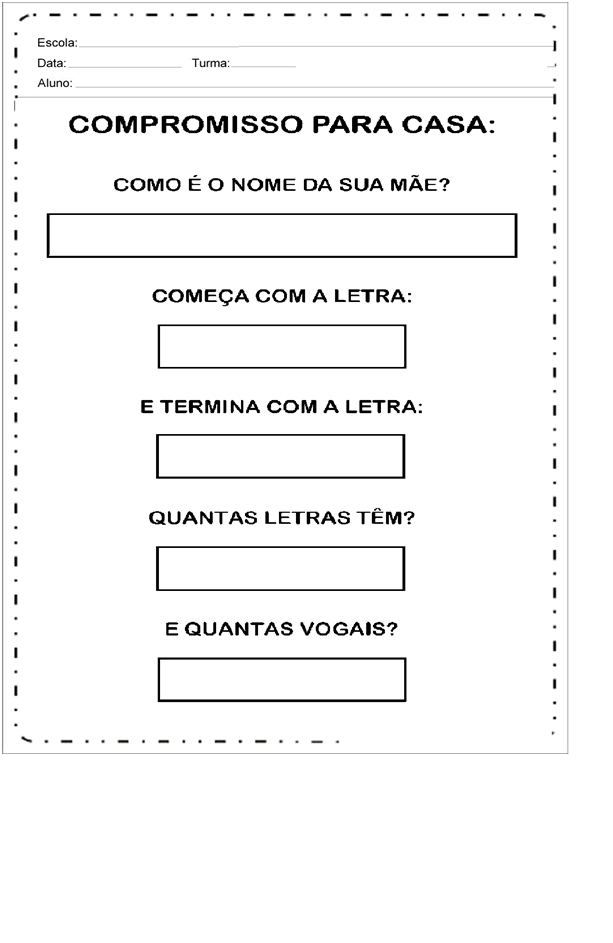 Escola:
Data: Turma:
Aluno:
COMPROMISSO PARA CASA:
COMO É O NOME DA SUA MÃE?
COMEÇA COM A LETRA:
E TERMINA COM A LETRA:
QUANTAS LETRAS TÊM?
E QUANTAS VOGAIS?